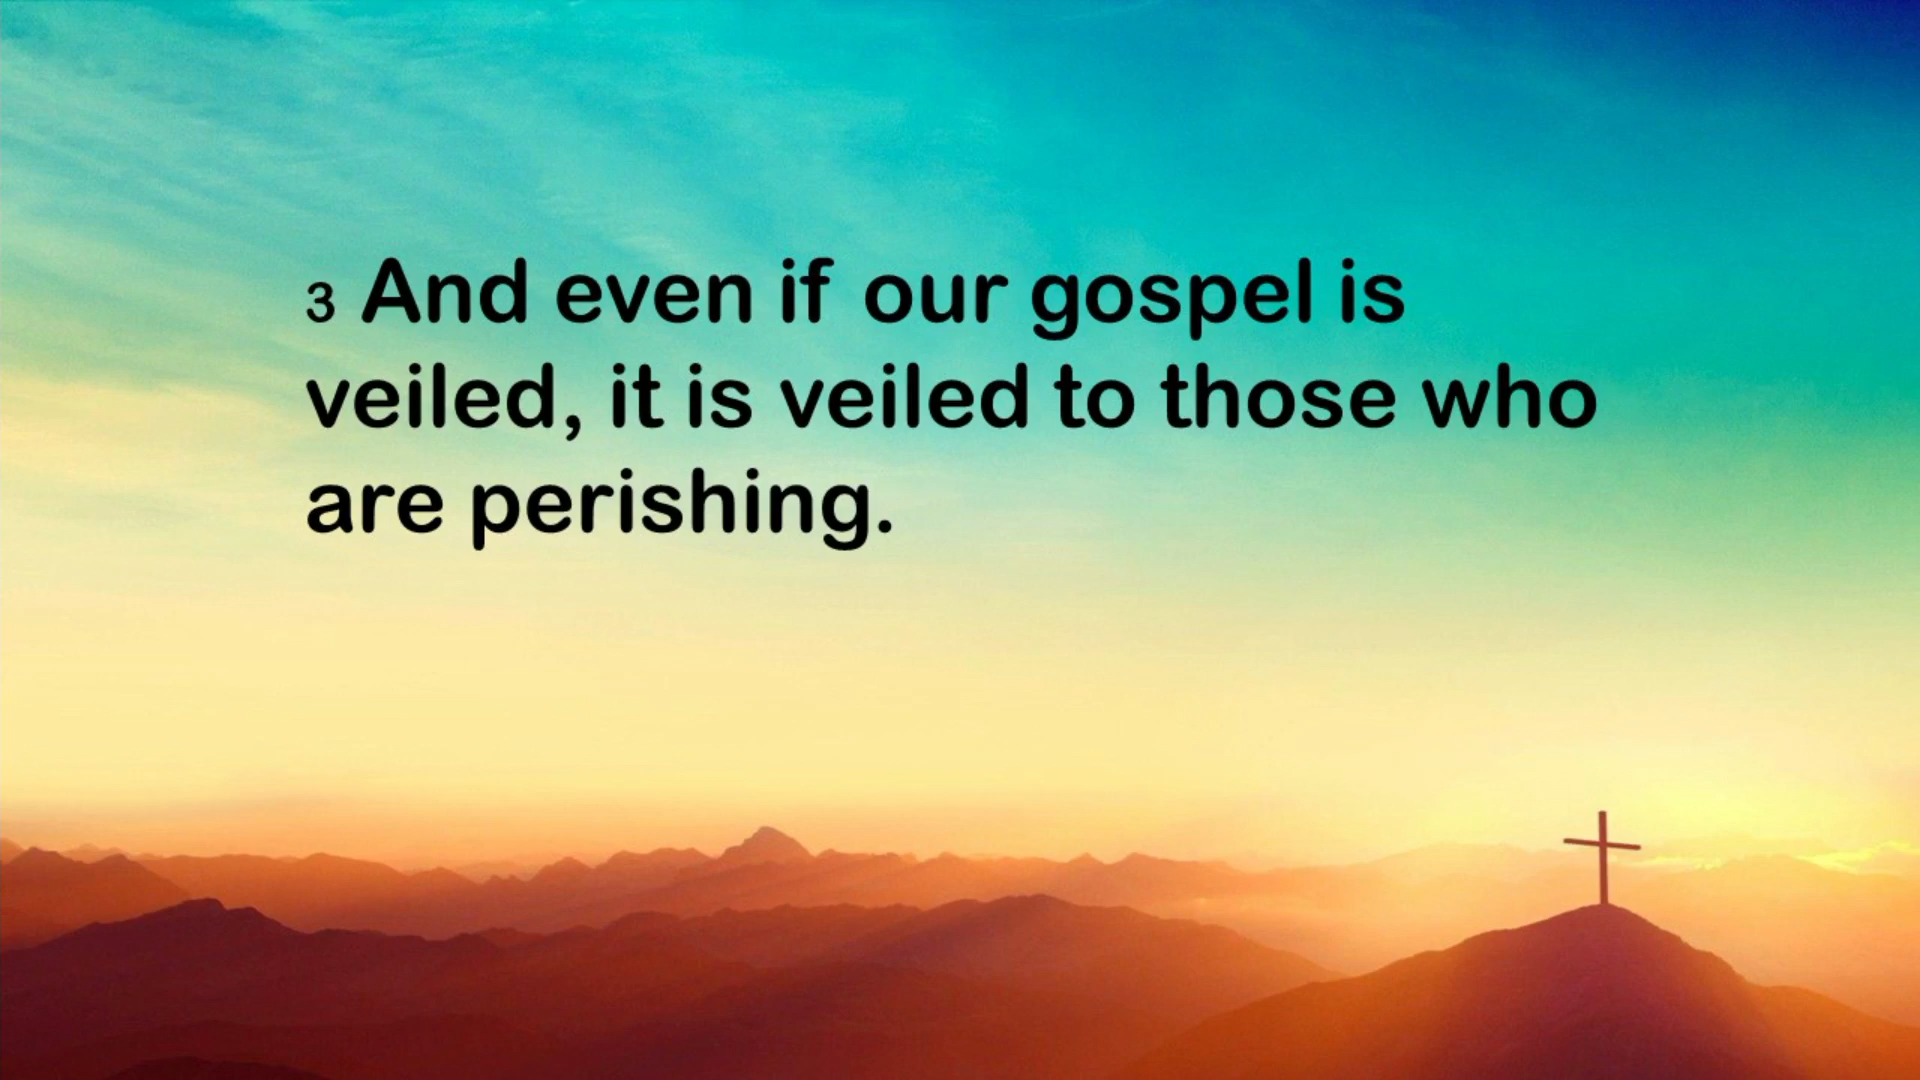 3 And even if our gospel is
veiled, it is veiled to those who
are perishing.